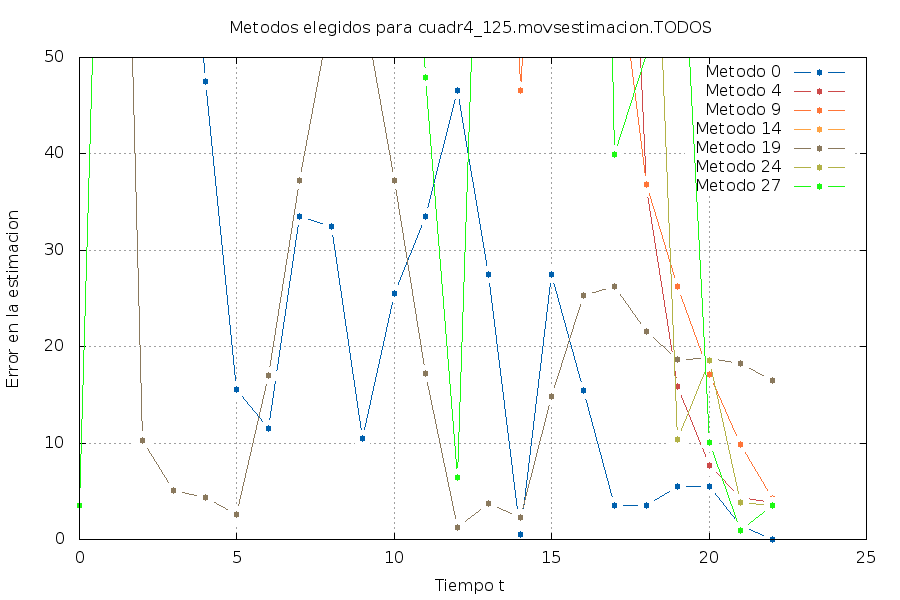 Metodos elegidos para cuadr4_125.movsestimacion.TODOS
50
40
30
20
10
0
0 5 10 15 20 25
Error en la estimacion
Tiempo t
Metodo 0
Metodo 4
Metodo 9
Metodo 14
Metodo 19
Metodo 24
Metodo 27